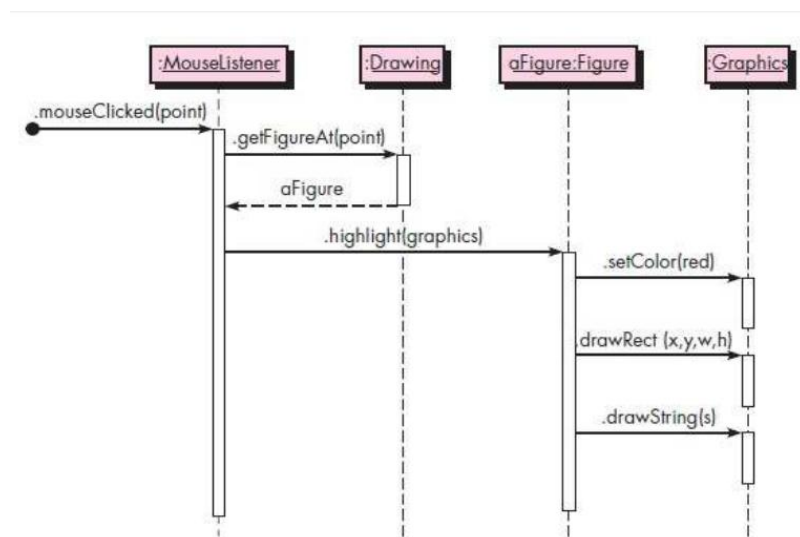 :MouseListener
:Drawing
aFigure:Figure
:Graphics
.mouseClicked(point)
.getFigureAt(point)
aFigure
.highlight(graphics)
.setColor(red)
.drawRect (x,y,w,h)
.drawString(s)